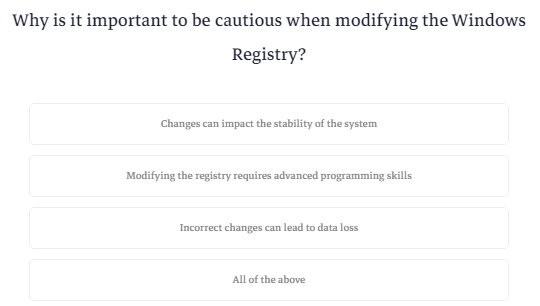 Why is it important to be cautious when modifying the Windows
Registry?
Changes can impact the stability of the system
Modifying the registry requires advanced programming skills
Incorrect changes can lead to data loss
All of the above